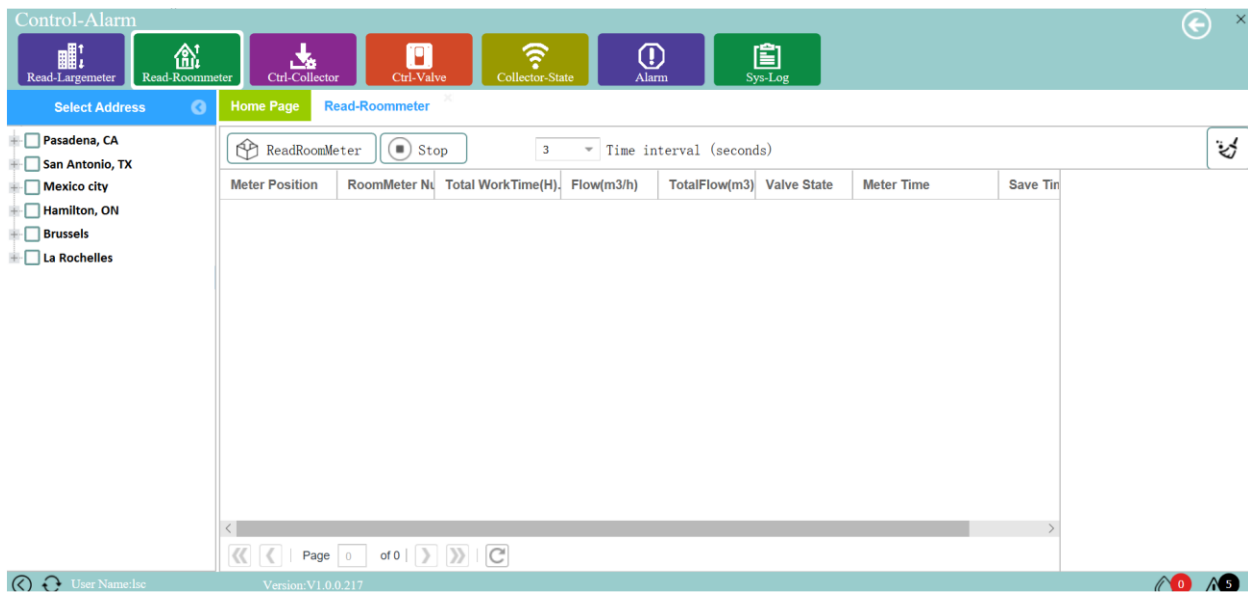 Control-Alarm
Read-Largemeter Read-Roommeter Ctrl-Collector Ctrl-Valve Collector-State Alarm Sys-Log
Select Address Home Page Read-Roommeter
Pasadena, CA
San Antonio, TX
Mexico city
Hamilton, ON
Brussels
La Rochelles
ReadRoomMeter Stop 3 Time interval (seconds)
Meter Position RoomMeter Nu Total WorkTime(H). Flow(m3/h) TotalFlow(m3) Valve State Meter Time Save Tim
Page 0 of 0
User Name:lsc Version:V1.0.0.217 0 5